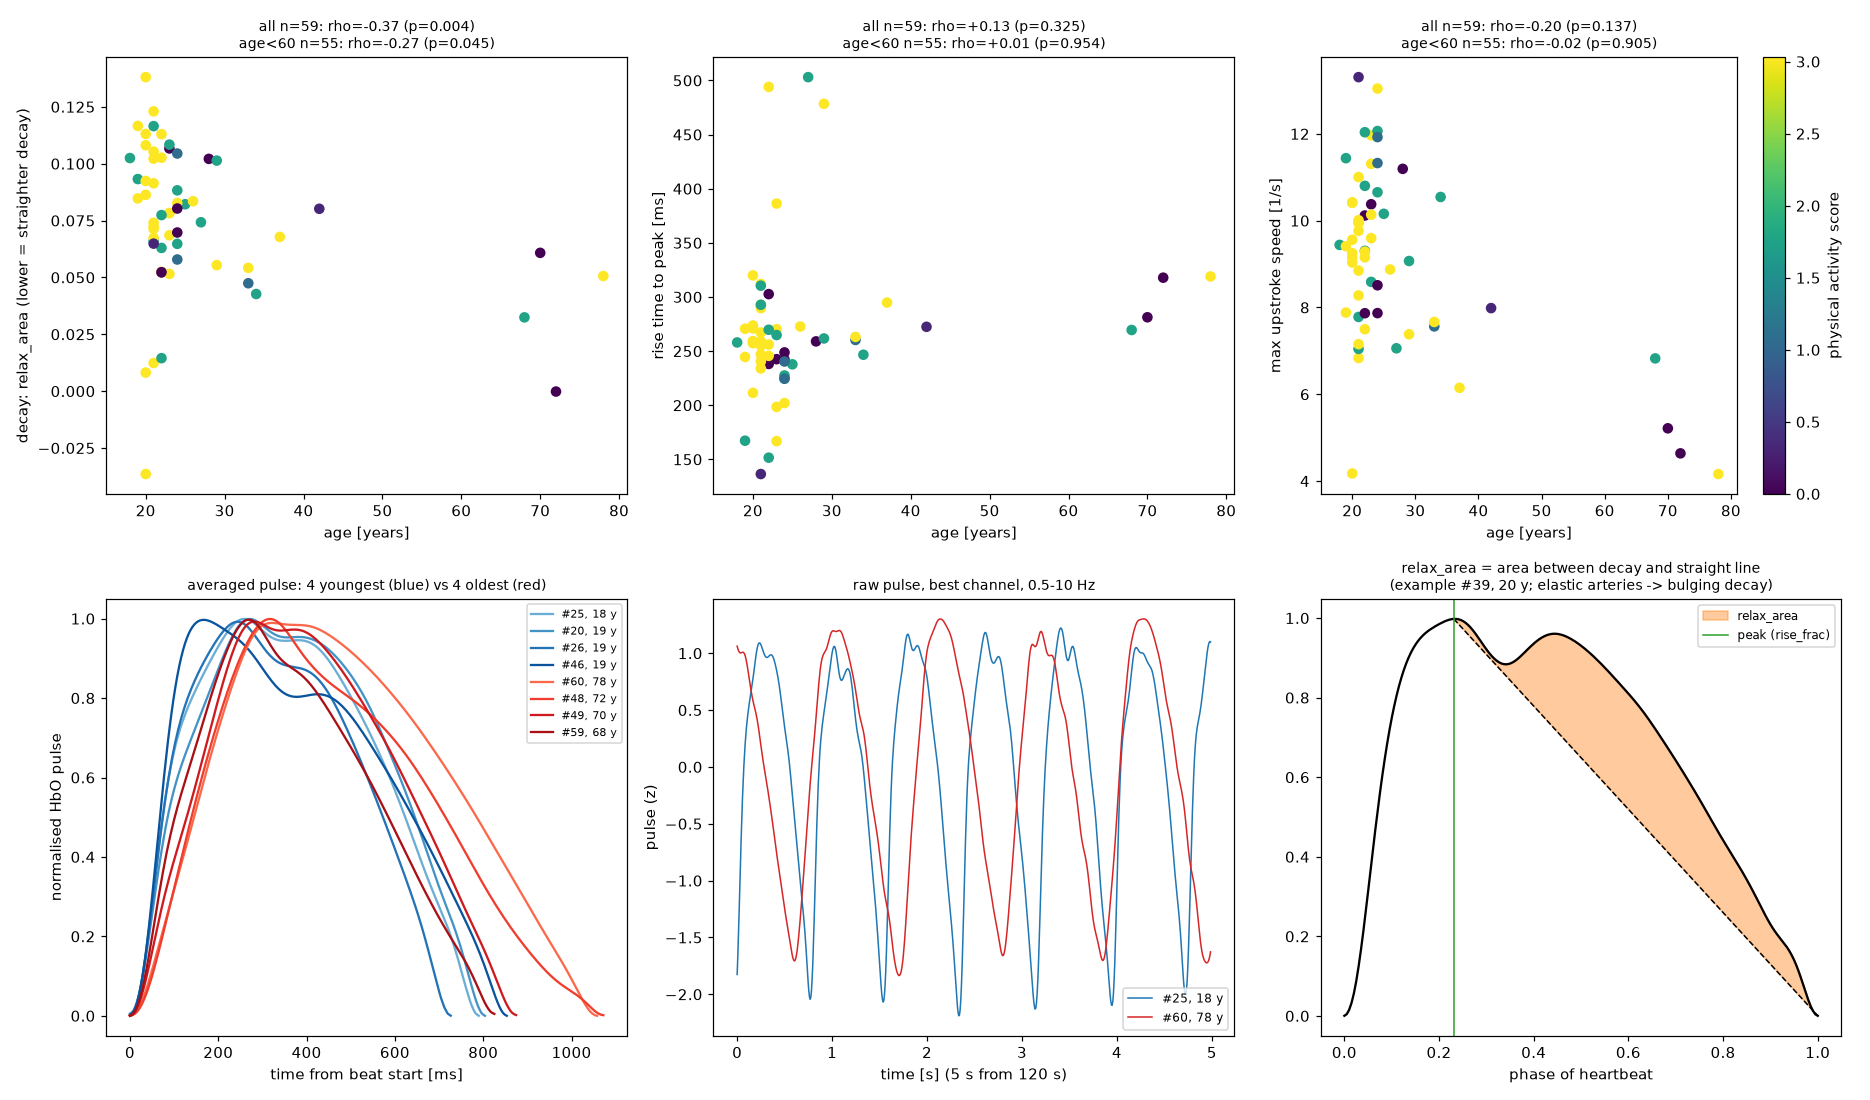 all n=59: rho=-0.37 (p=0.004)
age<60 n=55: rho=-0.27 (p=0.045)
decay: relax_area (lower = straighter decay)
0.125
0.100
0.075
0.050
0.025
0.000
−0.025
20 30 40 50 60 70 80
age [years]
all n=59: rho=+0.13 (p=0.325)
age<60 n=55: rho=+0.01 (p=0.954)
rise time to peak [ms]
500
450
400
350
300
250
200
150
20 30 40 50 60 70 80
age [years]
all n=59: rho=-0.20 (p=0.137)
age<60 n=55: rho=-0.02 (p=0.905)
max upstroke speed [1/s]
12
10
8
6
4
20 30 40 50 60 70 80
age [years]
3.0
2.5
2.0
1.5
1.0
0.5
0.0
physical activity score
averaged pulse: 4 youngest (blue) vs 4 oldest (red)
normalised HbO pulse
1.0
0.8
0.6
0.4
0.2
0.0
#25, 18 y
#20, 19 y
#26, 19 y
#46, 19 y
#60, 78 y
#48, 72 y
#49, 70 y
#59, 68 y
0 200 400 600 800 1000
time from beat start [ms]
raw pulse, best channel, 0.5-10 Hz
pulse (z)
1.0
0.5
0.0
−0.5
−1.0
−1.5
−2.0
#25, 18 y
#60, 78 y
0 1 2 3 4 5
time [s] (5 s from 120 s)
relax_area = area between decay and straight line
(example #39, 20 y; elastic arteries -> bulging decay)
1.0
0.8
0.6
0.4
0.2
0.0
relax_area
peak (rise_frac)
0.0 0.2 0.4 0.6 0.8 1.0
phase of heartbeat